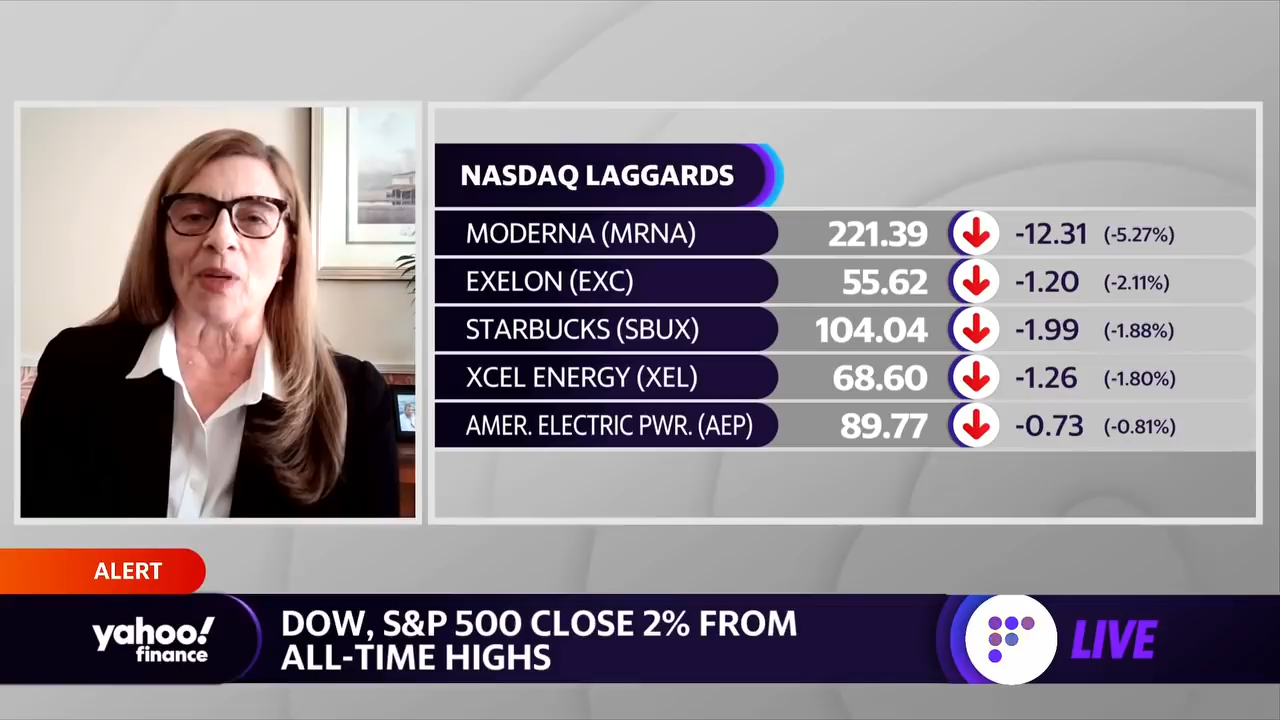 NASDAQ LAGGARDS
MODERNA (MRNA) 221.39 -12.31 (-5.27%)
EXELON (EXC) 55.62 -1.20 (-2.11%)
STARBUCKS (SBUX) 104.04 -1.99 (-1.88%)
XCEL ENERGY (XEL) 68.60 -1.26 (-1.80%)
AMER. ELECTRIC PWR. (AEP) 89.77 -0.73 (-0.81%)
ALERT
yahoo!
finance
DOW, S&P 500 CLOSE 2% FROM
ALL-TIME HIGHS
LIVE